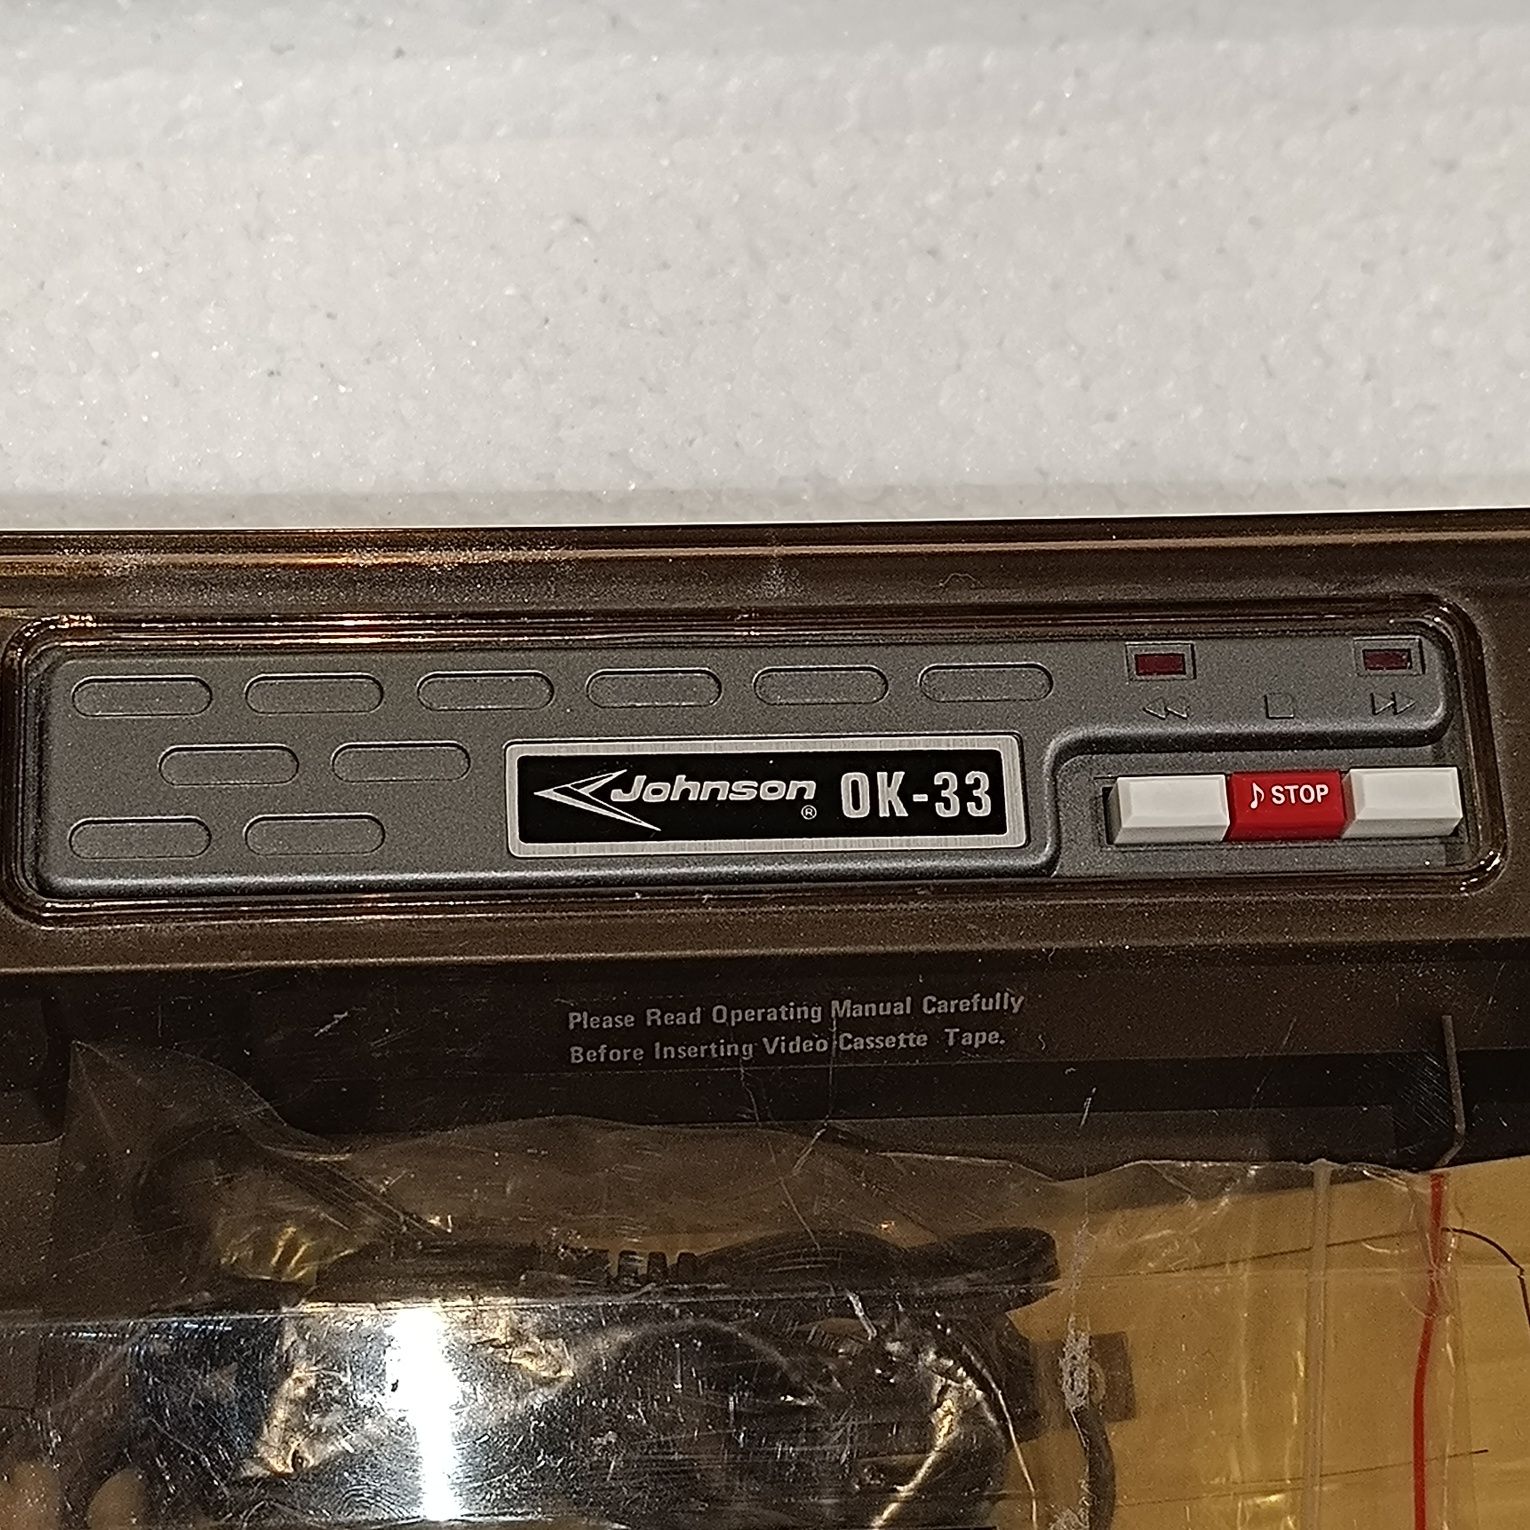 Johnson ® OK-33
♪ STOP
Please Read Operating Manual Carefully
Before Inserting Video Cassette Tape.